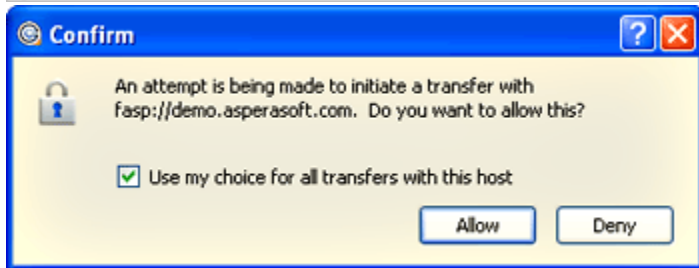 Confirm
An attempt is being made to initiate a transfer with
fasp://demo.asperasoft.com. Do you want to allow this?
Use my choice for all transfers with this host
Allow Deny